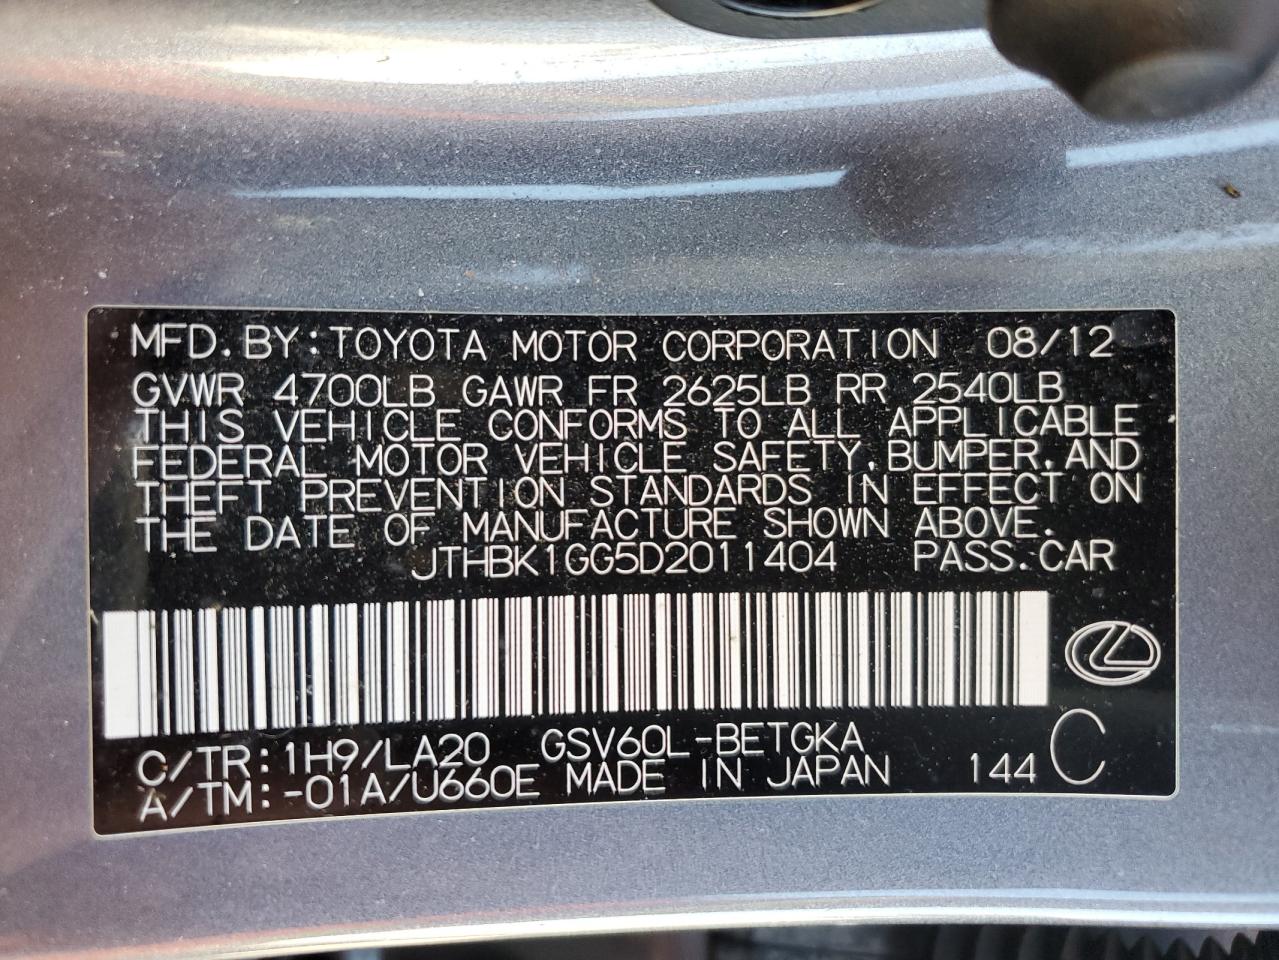 MFD. BY: TOYOTA MOTOR CORPORATION 08/12
GVWR 4700LB GAWR FR 2625LB RR 2540LB
THIS VEHICLE CONFORMS TO ALL APPLICABLE
FEDERAL MOTOR VEHICLE SAFETY, BUMPER, AND
THEFT PREVENTION STANDARDS IN EFFECT ON
THE DATE OF MANUFACTURE SHOWN ABOVE.
JTHBK1GG5D2011404 PASS. CAR
C/TR: 1H9/LA20 GSV60L-BETGKA
A/TM: -01A/U660E MADE IN JAPAN 144 C